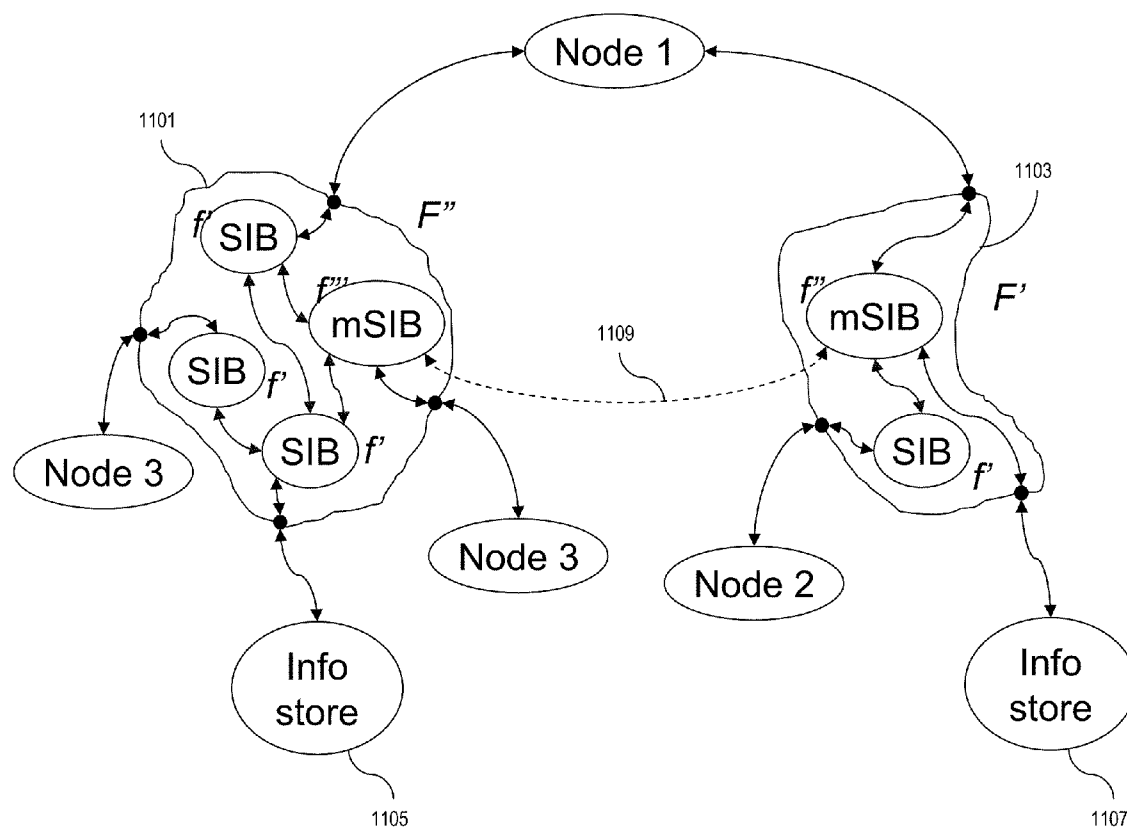 Node 1
1101
1103
f' SIB
F"
f"' mSIB
f" mSIB
F'
1109
SIB f'
SIB f'
SIB f'
Node 3
Node 3
Node 2
Info
store
Info
store
1105
1107